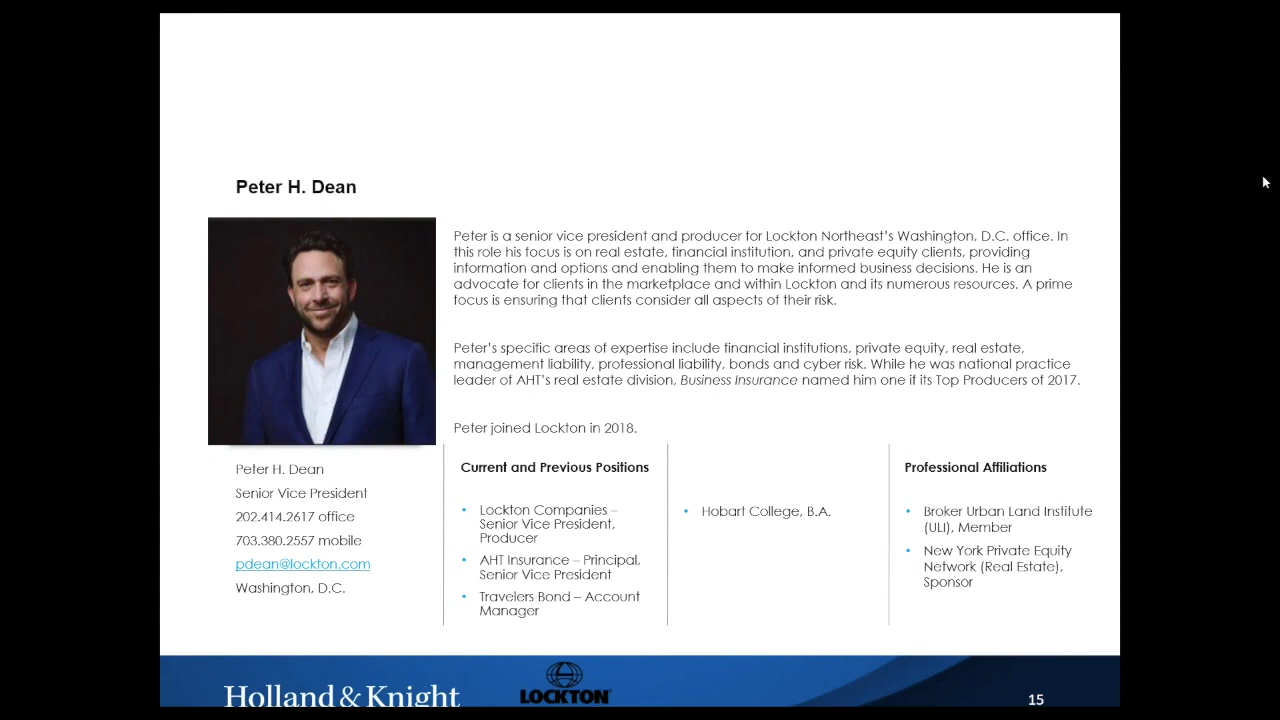 Peter H. Dean
Peter is a senior vice president and producer for Lockton Northeast's Washington, D.C. office. In
this role his focus is on real estate, financial institution, and private equity clients, providing
information and options and enabling them to make informed business decisions. He is an
advocate for clients in the marketplace and within Lockton and its numerous resources. A prime
focus is ensuring that clients consider all aspects of their risk.
Peter's specific areas of expertise include financial institutions, private equity, real estate,
management liability, professional liability, bonds and cyber risk. While he was national practice
leader of AHT's real estate division, Business Insurance named him one if its Top Producers of 2017.
Peter joined Lockton in 2018.
Peter H. Dean
Senior Vice President
202.414.2617 office
703.380.2557 mobile
pdean@lockton.com
Washington, D.C.
Current and Previous Positions
• Lockton Companies –
Senior Vice President,
Producer
• AHT Insurance – Principal,
Senior Vice President
• Travelers Bond – Account
Manager
• Hobart College, B.A.
Professional Affiliations
• Broker Urban Land Institute
(ULI), Member
• New York Private Equity
Network (Real Estate),
Sponsor
Holland & Knight
LOCKTON
15